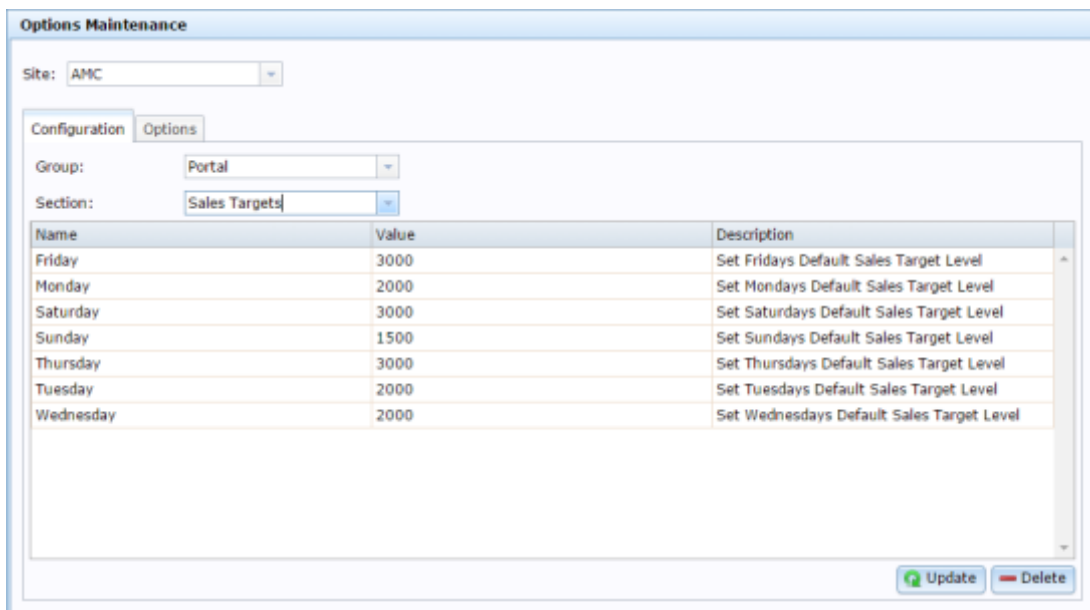 Options Maintenance
Site: AMC
Configuration Options
Group: Portal
Section: Sales Targets
Name Value Description
Friday 3000 Set Fridays Default Sales Target Level
Monday 2000 Set Mondays Default Sales Target Level
Saturday 3000 Set Saturdays Default Sales Target Level
Sunday 1500 Set Sundays Default Sales Target Level
Thursday 3000 Set Thursdays Default Sales Target Level
Tuesday 2000 Set Tuesdays Default Sales Target Level
Wednesday 2000 Set Wednesdays Default Sales Target Level
Update Delete